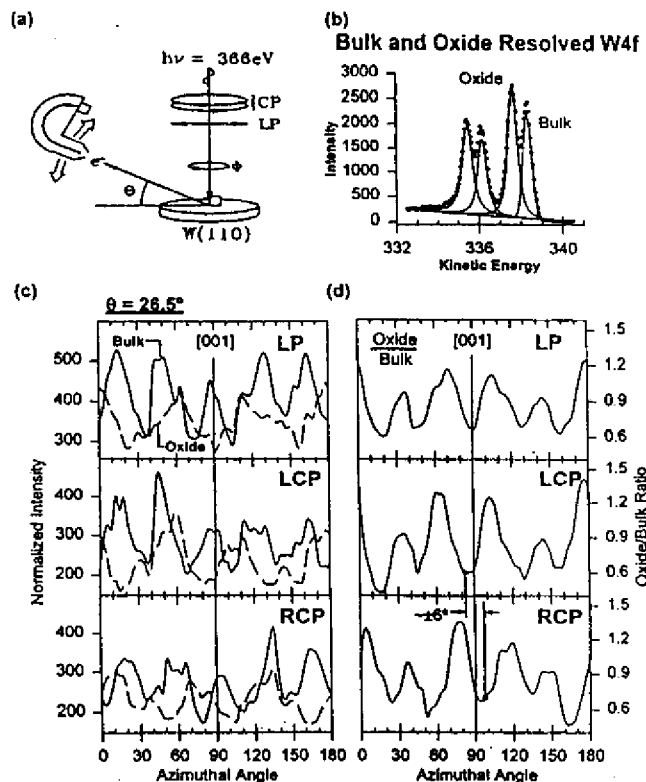 (a)
hν = 366eV
CP
LP
Φ
e-
θ
W(110)
(b)
Bulk and Oxide Resolved W4f
Oxide
Bulk
Intensity
3000
2500
2000
1500
1000
500
0
332 336 340
Kinetic Energy
(c)
θ = 26.5°
Bulk [001] LP
Oxide
500
400
300
LCP
400
300
200
RCP
400
300
200
Normalized Intensity
0 30 60 90 120 150 180
Azimuthal Angle
(d)
Oxide
Bulk
[001] LP
1.6
1.2
0.9
0.6
LCP
1.5
1.2
0.9
0.6
16°
RCP
1.5
1.2
0.9
0.6
Oxide/Bulk Ratio
0 30 60 90 120 150 180
Azimuthal Angle